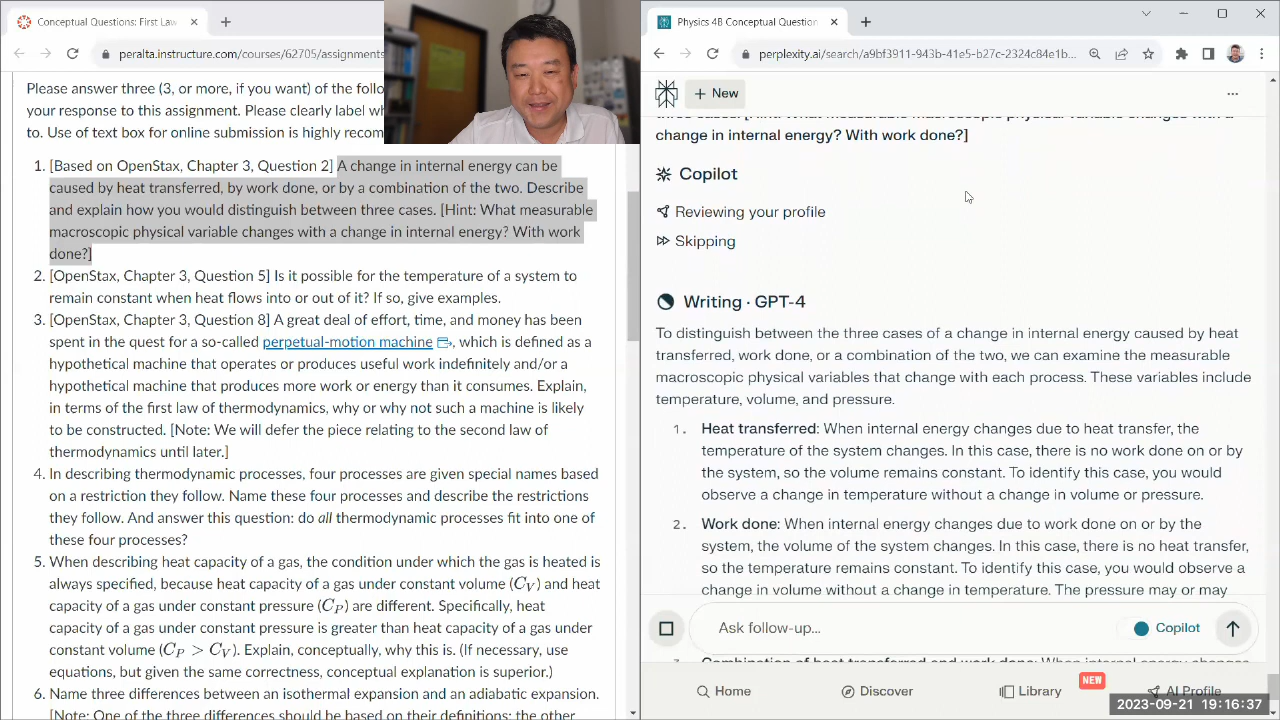 Conceptual Questions: First Law
peralta.instructure.com/courses/62705/assignments
Please answer three (3, or more, if you want) of the follo
your response to this assignment. Please clearly label wh
to. Use of text box for online submission is highly recom
1. [Based on OpenStax, Chapter 3, Question 2] A change in internal energy can be
caused by heat transferred, by work done, or by a combination of the two. Describe
and explain how you would distinguish between three cases. [Hint: What measurable
macroscopic physical variable changes with a change in internal energy? With work
done?]
2. [OpenStax, Chapter 3, Question 5] Is it possible for the temperature of a system to
remain constant when heat flows into or out of it? If so, give examples.
3. [OpenStax, Chapter 3, Question 8] A great deal of effort, time, and money has been
spent in the quest for a so-called perpetual-motion machine, which is defined as a
hypothetical machine that operates or produces useful work indefinitely and/or a
hypothetical machine that produces more work or energy than it consumes. Explain,
in terms of the first law of thermodynamics, why or why not such a machine is likely
to be constructed. [Note: We will defer the piece relating to the second law of
thermodynamics until later.]
4. In describing thermodynamic processes, four processes are given special names based
on a restriction they follow. Name these four processes and describe the restrictions
they follow. And answer this question: do all thermodynamic processes fit into one of
these four processes?
5. When describing heat capacity of a gas, the condition under which the gas is heated is
always specified, because heat capacity of a gas under constant volume (C_V) and heat
capacity of a gas under constant pressure (C_P) are different. Specifically, heat
capacity of a gas under constant pressure is greater than heat capacity of a gas under
constant volume (C_P > C_V). Explain, conceptually, why this is. (If necessary, use
equations, but given the same correctness, conceptual explanation is superior.)
6. Name three differences between an isothermal expansion and an adiabatic expansion.
[Note: One of the three differences should be based on their definitions; the other
Physics 4B Conceptual Question
perplexity.ai/search/a9bf3911-943b-41e5-b27c-2324c84e1b...
New
change in internal energy? With work done?]
Copilot
Reviewing your profile
Skipping
Writing · GPT-4
To distinguish between the three cases of a change in internal energy caused by heat
transferred, work done, or a combination of the two, we can examine the measurable
macroscopic physical variables that change with each process. These variables include
temperature, volume, and pressure.
1. Heat transferred: When internal energy changes due to heat transfer, the
temperature of the system changes. In this case, there is no work done on or by
the system, so the volume remains constant. To identify this case, you would
observe a change in temperature without a change in volume or pressure.
2. Work done: When internal energy changes due to work done on or by the
system, the volume of the system changes. In this case, there is no heat transfer,
so the temperature remains constant. To identify this case, you would observe a
change in volume without a change in temperature. The pressure may or may
Ask follow-up...
Copilot
Combination of heat transferred and work done: When internal energy changes
Home
Discover
Library
NEW
AI Profile
2023-09-21 19:16:37